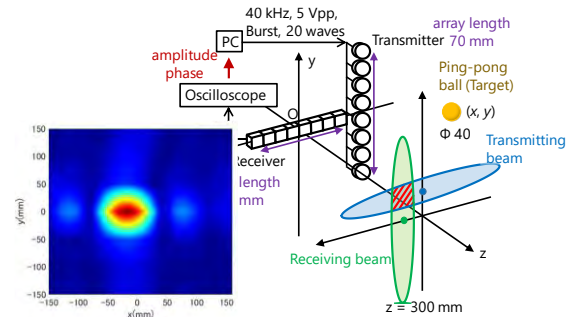 40 kHz, 5 Vpp,
Burst, 20 waves
array length
70 mm
PC
Transmitter
amplitude
phase
y
Ping-pong
ball (Target)
Oscilloscope
O
(x, y)
Φ 40
Transmitting
beam
Receiver
length
mm
150
100
50
0
-50
-100
-150
y(mm)
-150
-100
-50
0
50
100
150
x(mm)
Receiving beam
z
z = 300 mm